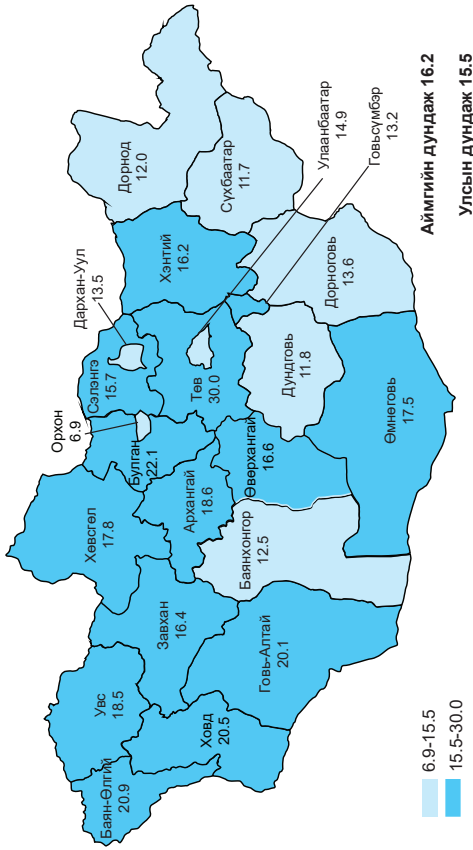 Баян-Өлгий
20.9
Увс
18.5
Ховд
20.5
Завхан
16.4
Говь-Алтай
20.1
Хөвсгөл
17.8
Архангай
18.6
Баянхонгор
12.5
Орхон
6.9
Булган
22.1
Өвөрхангай
16.6
Сэлэнгэ
15.7
Дархан-Уул
13.5
Төв
30.0
Дундговь
11.8
Өмнөговь
17.5
Хэнтий
16.2
Дорноговь
13.6
Дорнод
12.0
Сүхбаатар
11.7
Улаанбаатар
14.9
Говьсүмбэр
13.2
Аймгийн дундаж 16.2
Улсын дундаж 15.5
6.9-15.5
15.5-30.0